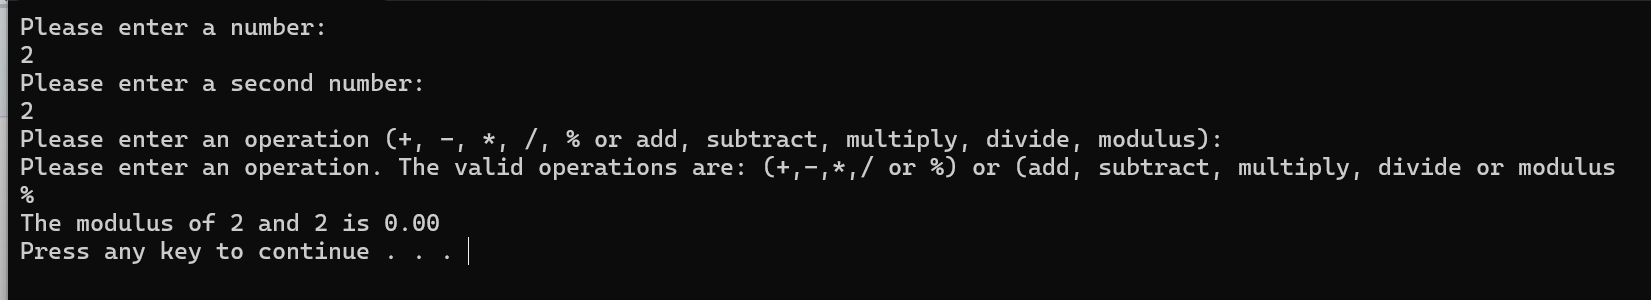 Please enter a number:
2
Please enter a second number:
2
Please enter an operation (+, -, *, /, % or add, subtract, multiply, divide, modulus):
Please enter an operation. The valid operations are: (+,-,*,/ or %) or (add, subtract, multiply, divide or modulus
%
The modulus of 2 and 2 is 0.00
Press any key to continue . . .